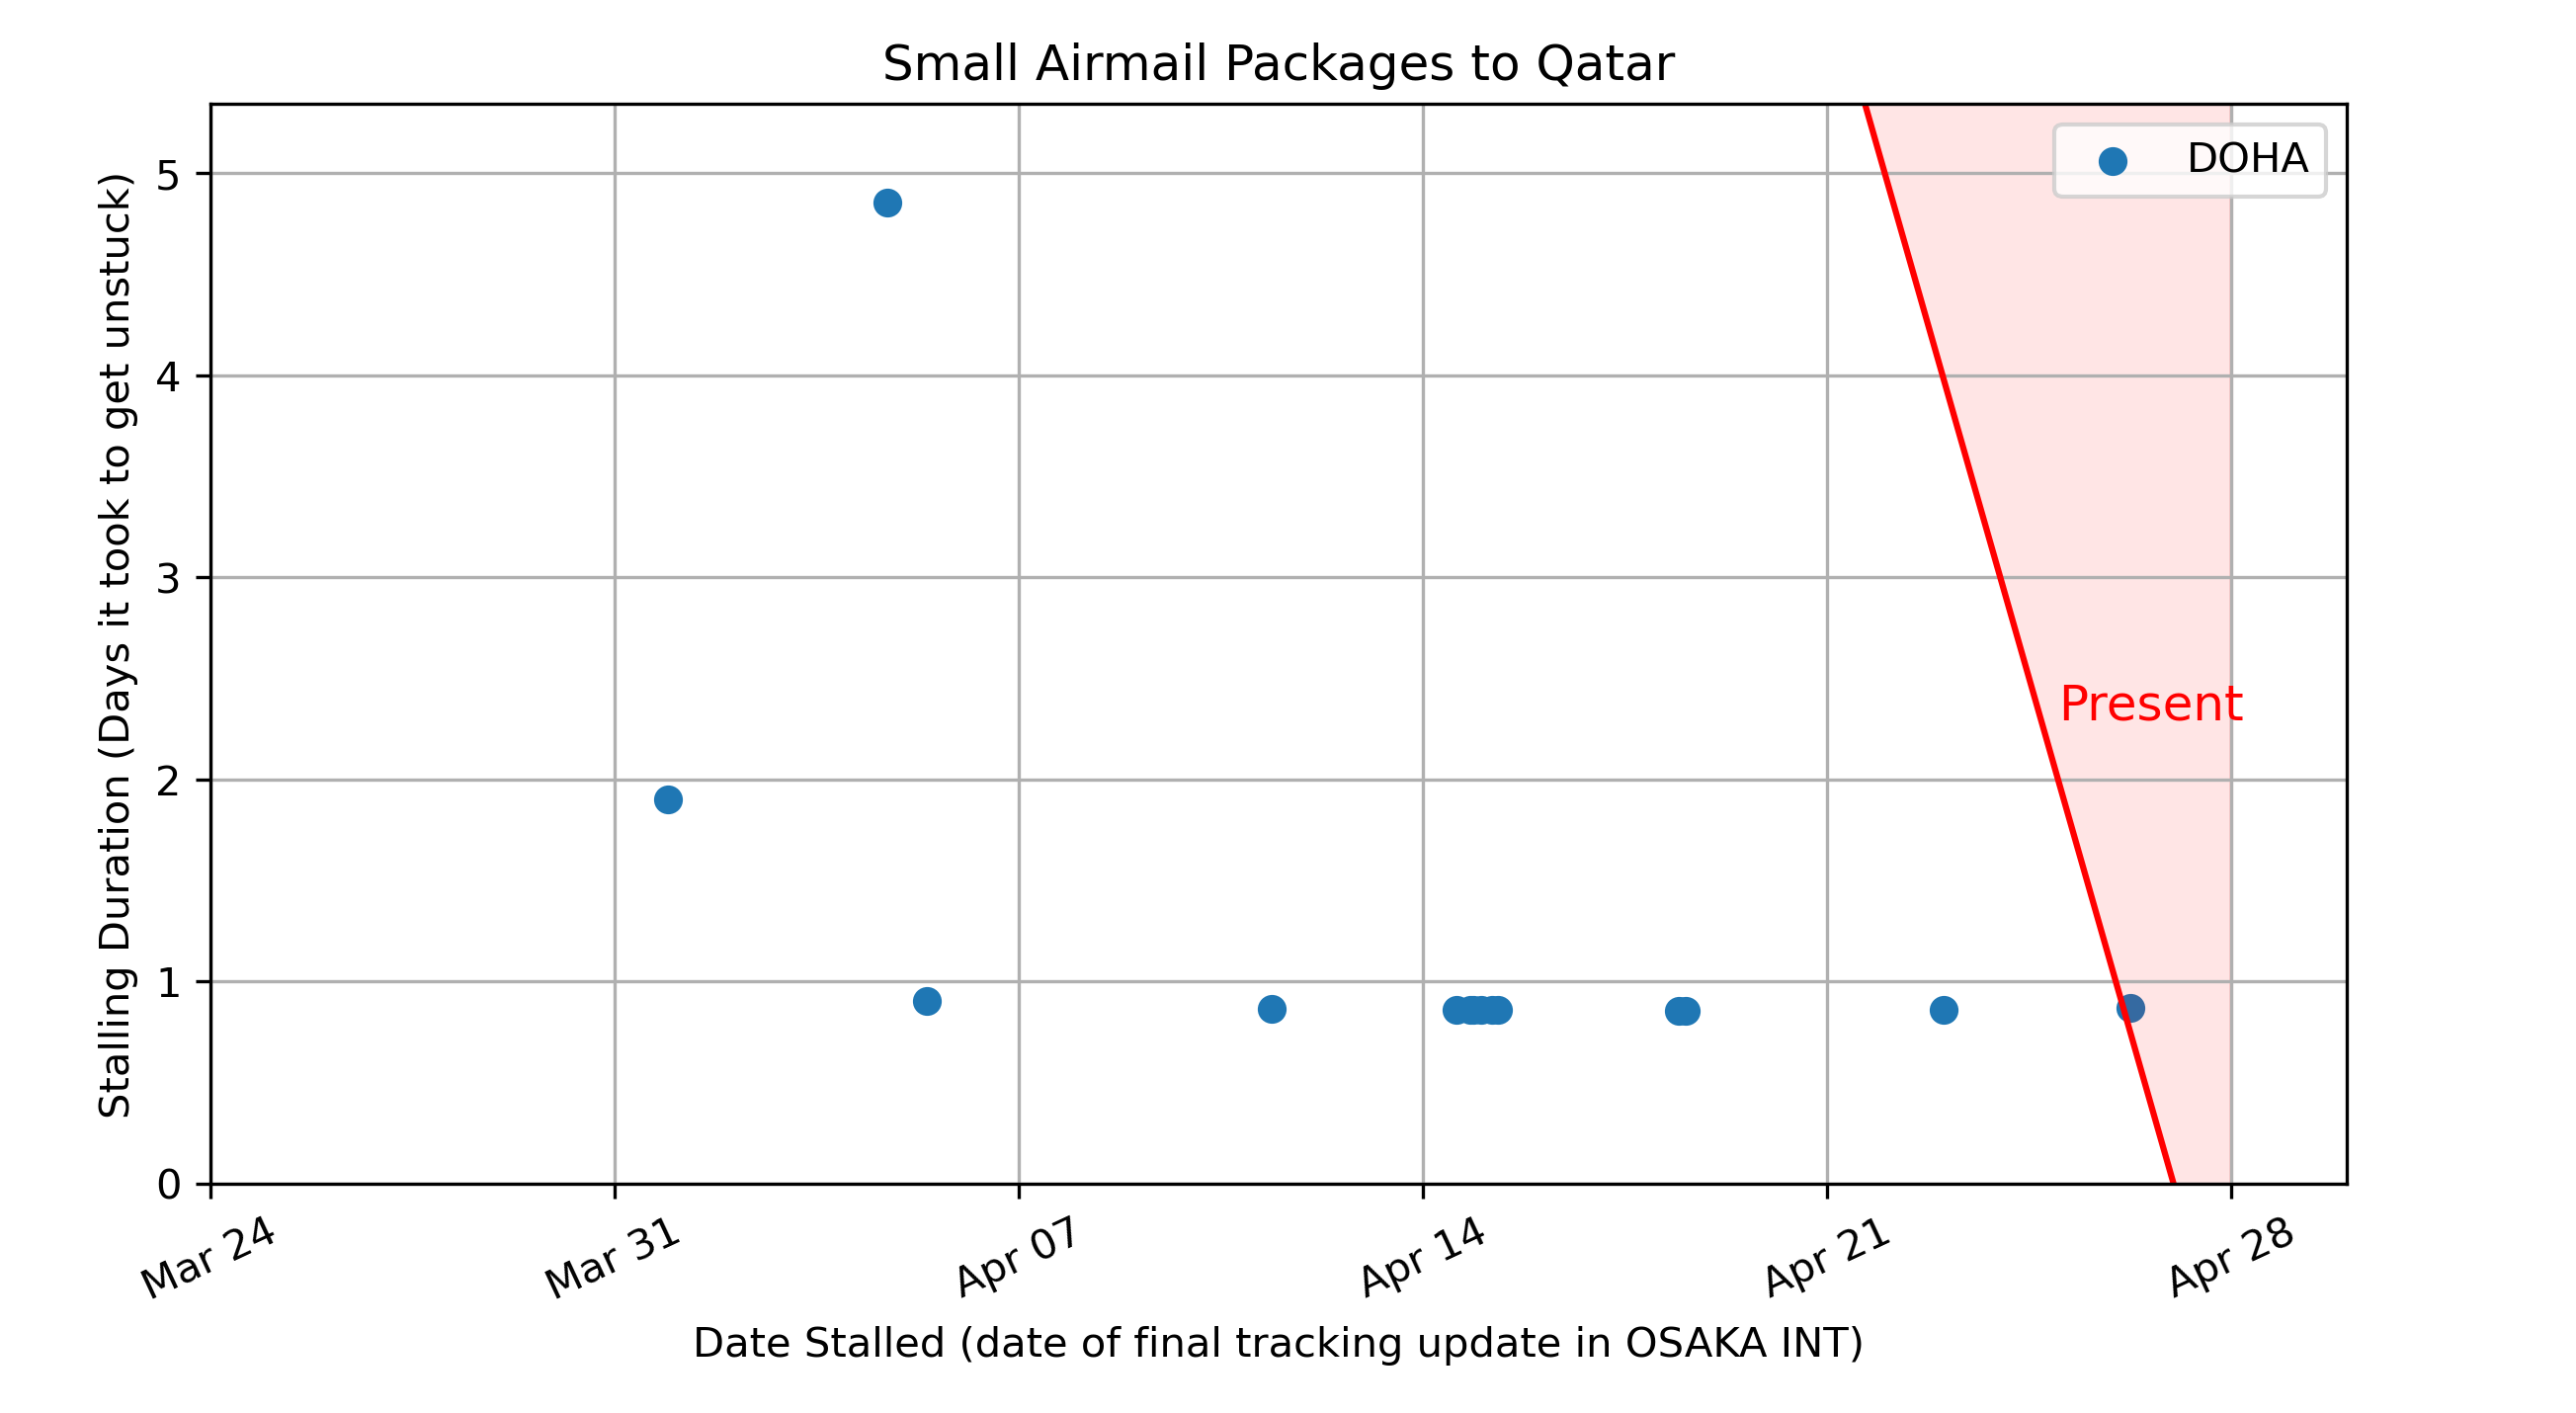 Small Airmail Packages to Qatar
DOHA
Present
Stalling Duration (Days it took to get unstuck)
5
4
3
2
1
0
Mar 24
Mar 31
Apr 07
Apr 14
Apr 21
Apr 28
Date Stalled (date of final tracking update in OSAKA INT)